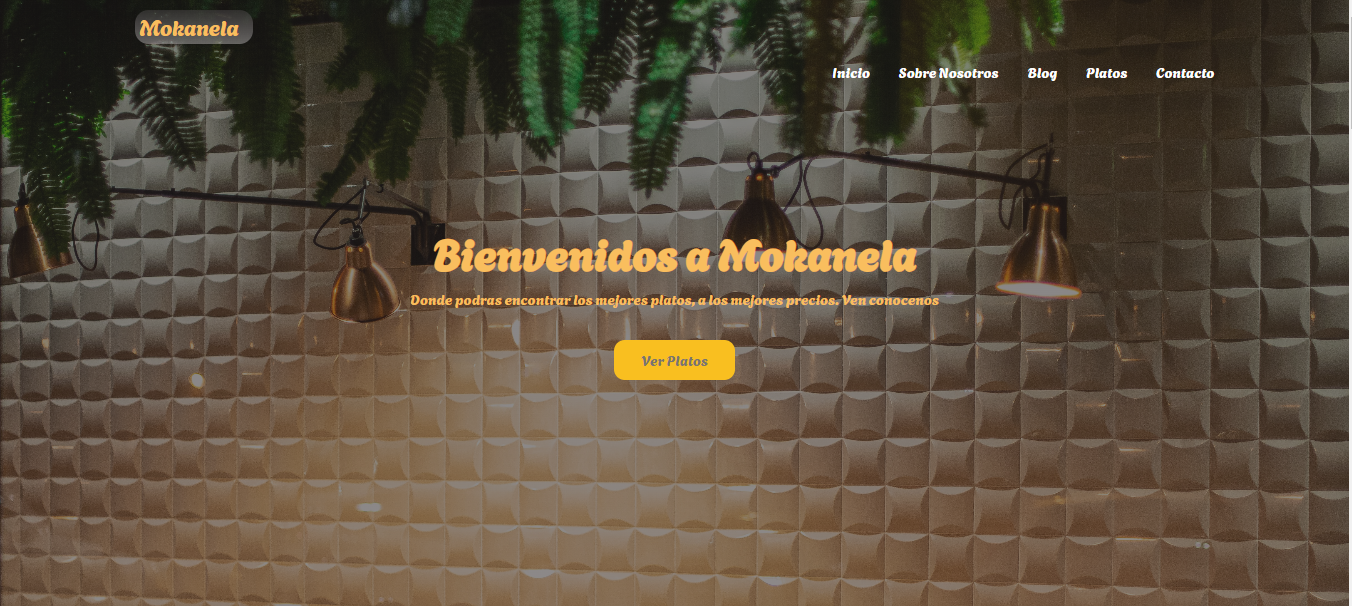 Mokanela
Inicio Sobre Nosotros Blog Platos Contacto
Bienvenidos a Mokanela
Donde podras encontrar los mejores platos, a los mejores precios. Ven conocenos
Ver Platos